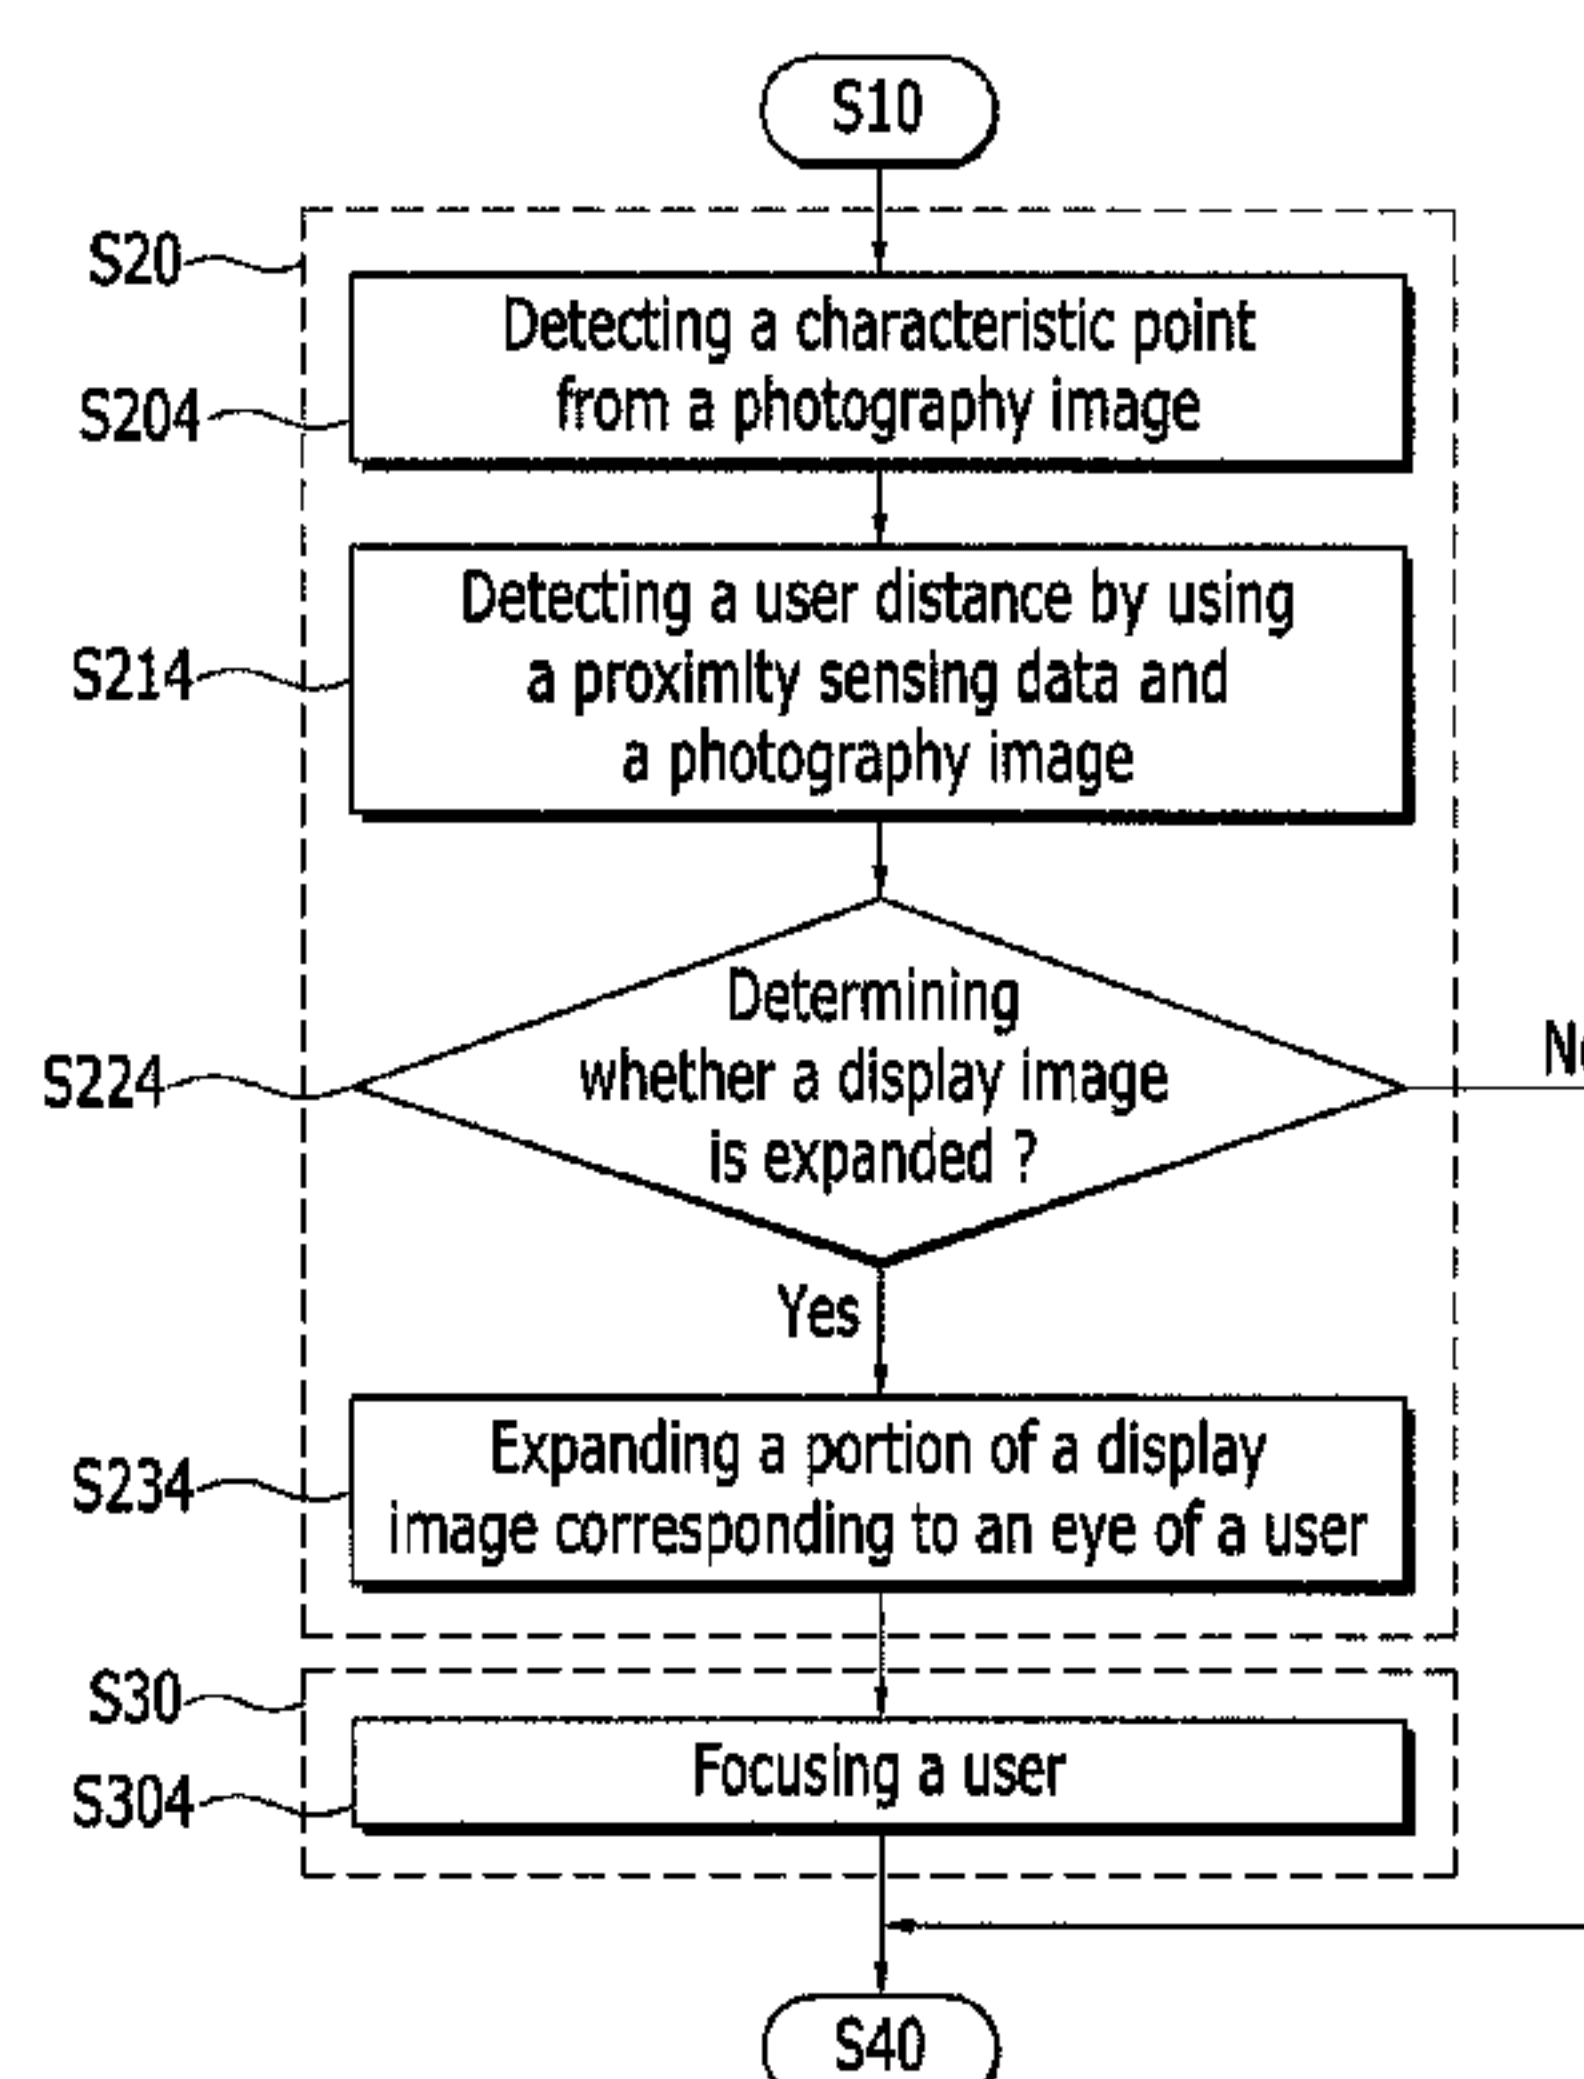 S10
S20
Detecting a characteristic point
from a photography image
S204
Detecting a user distance by using
a proximity sensing data and
a photography image
S214
Determining
whether a display image
is expanded ?
S224
Yes
Expanding a portion of a display
image corresponding to an eye of a user
S234
S30
Focusing a user
S304
S40